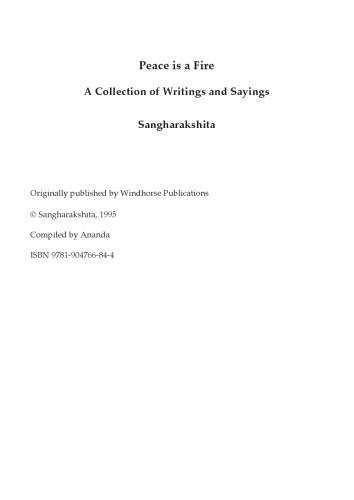 Peace is a Fire
A Collection of Writings and Sayings
Sangharakshita
Originally published by Windhorse Publications
© Sangharakshita, 1995
Compiled by Ananda
ISBN 9781-904766-84-4